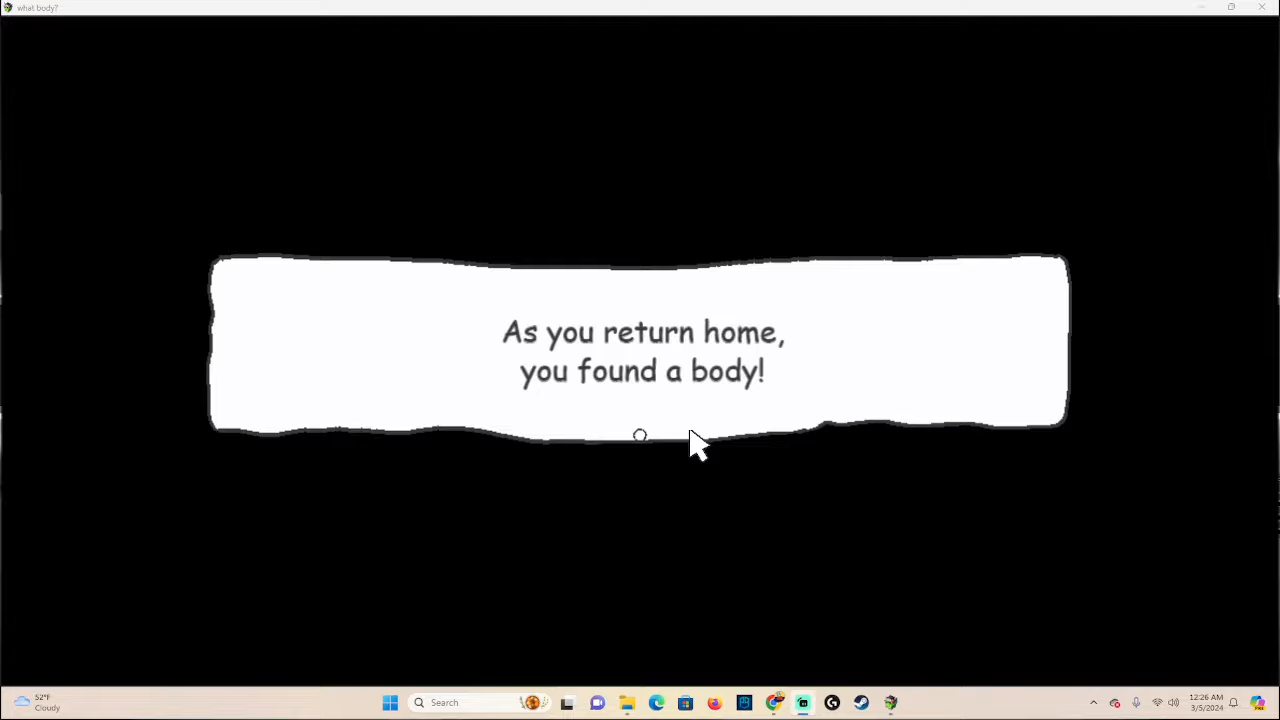 what body?
As you return home,
you found a body!
52°F
Cloudy
Search
12:26 AM
3/5/2024